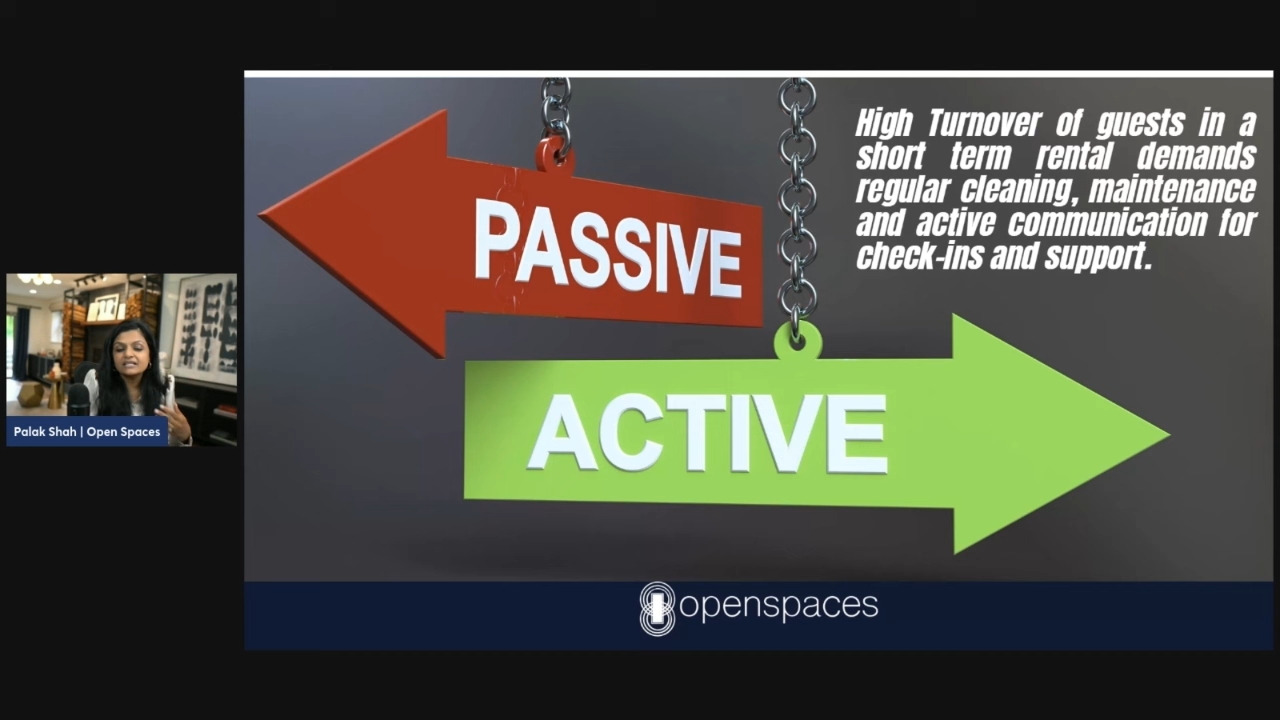 High Turnover of guests in a
short term rental demands
regular cleaning, maintenance
and active communication for
check-ins and support.
PASSIVE
ACTIVE
Palak Shah | Open Spaces
openspaces